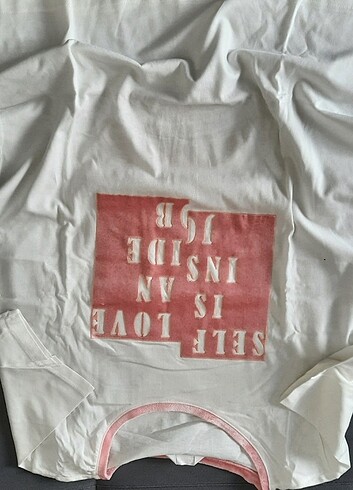 SELF LOVE
IS AN
INSIDE
JOB